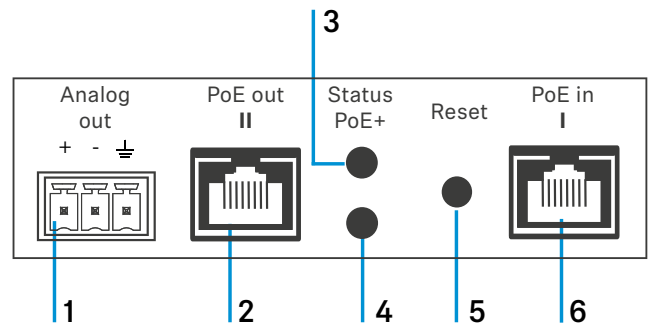 3
Analog
out
+ - ⏚
PoE out
II
Status
PoE+
Reset
PoE in
I
1
2
4
5
6